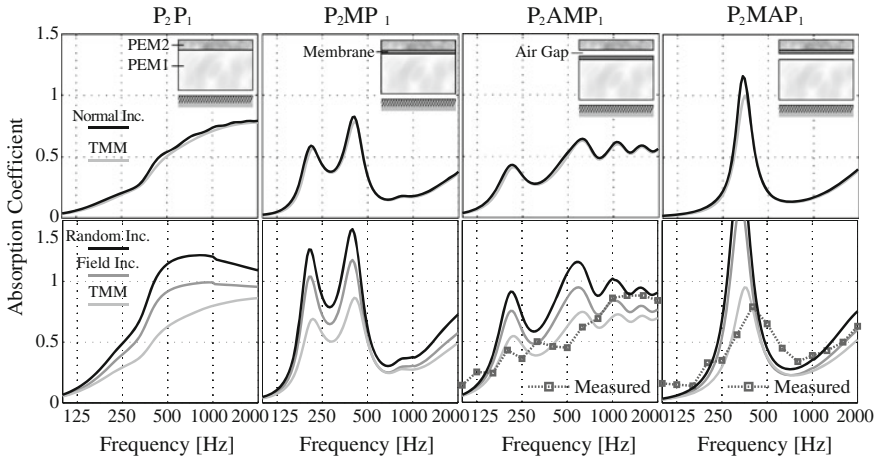 P₂P₁ P₂MP₁ P₂AMP₁ P₂MAP₁
1.5
PEM2
PEM1
Membrane
Air Gap
1
Normal Inc.
TMM
0.5
0
Absorption Coefficient
1.5
Random Inc.
Field Inc.
TMM
1
0.5
0
Measured Measured
125 250 500 1000 2000 125 250 500 1000 2000 125 250 500 1000 2000 125 250 500 1000 2000
Frequency [Hz] Frequency [Hz] Frequency [Hz] Frequency [Hz]